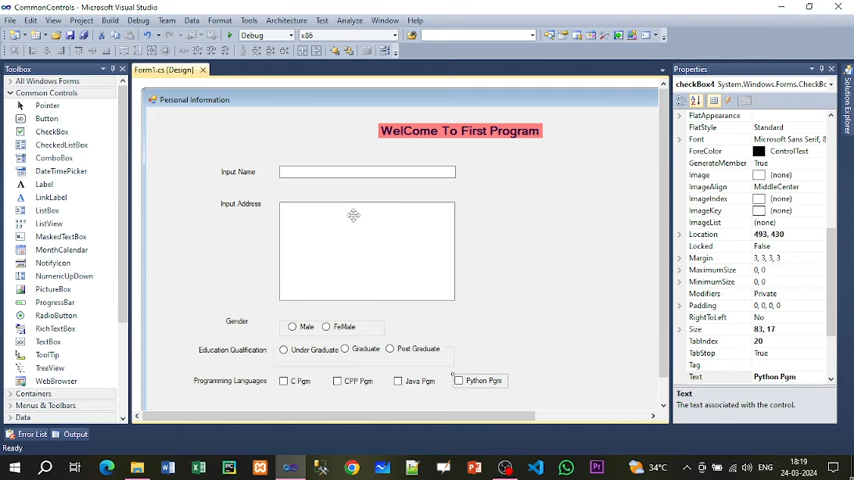 CommonControls - Microsoft Visual Studio
File Edit View Project Build Debug Team Data Format Tools Architecture Test Analyze Window Help
Debug x86
Toolbox
All Windows Forms
Common Controls
Pointer
Button
CheckBox
CheckedListBox
ComboBox
DateTimePicker
Label
LinkLabel
ListBox
ListView
MaskedTextBox
MonthCalendar
NotifyIcon
NumericUpDown
PictureBox
ProgressBar
RadioButton
RichTextBox
TextBox
ToolTip
TreeView
WebBrowser
Containers
Menus & Toolbars
Data
Form1.cs [Design]
Personal Information
WelCome To First Program
Input Name
Input Address
Gender Male FeMale
Education Qualification Under Graduate Graduate Post Graduate
Programming Languages C Pgm CPP Pgm Java Pgm Python Pgm
Properties
checkBox4 System.Windows.Forms.CheckBo
FlatAppearance
FlatStyle Standard
Font Microsoft Sans Serif, 8
ForeColor ControlText
GenerateMember True
Image (none)
ImageAlign MiddleCenter
ImageIndex (none)
ImageKey (none)
ImageList (none)
Location 493, 430
Locked False
Margin 3, 3, 3, 3
MaximumSize 0, 0
MinimumSize 0, 0
Modifiers Private
Padding 0, 0, 0, 0
RightToLeft No
Size 83, 17
TabIndex 20
TabStop True
Tag
Text Python Pgm
Text
The text associated with the control.
Solution Explorer
Error List Output
Ready
34°C ENG 18:19
24-03-2024